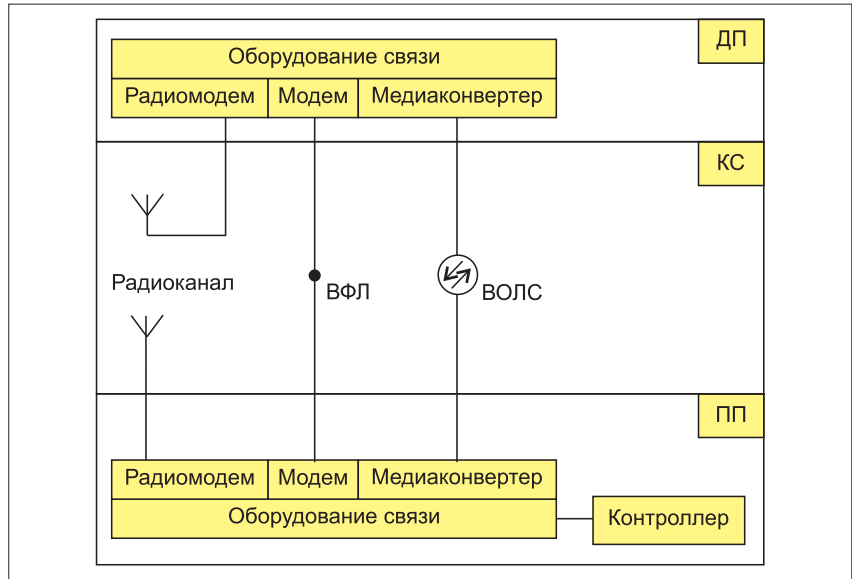 ДП
Оборудование связи
Радиомодем Модем Медиаконвертер
КС
Радиоканал
ВФЛ
ВОЛС
ПП
Радиомодем Модем Медиаконвертер
Оборудование связи
Контроллер